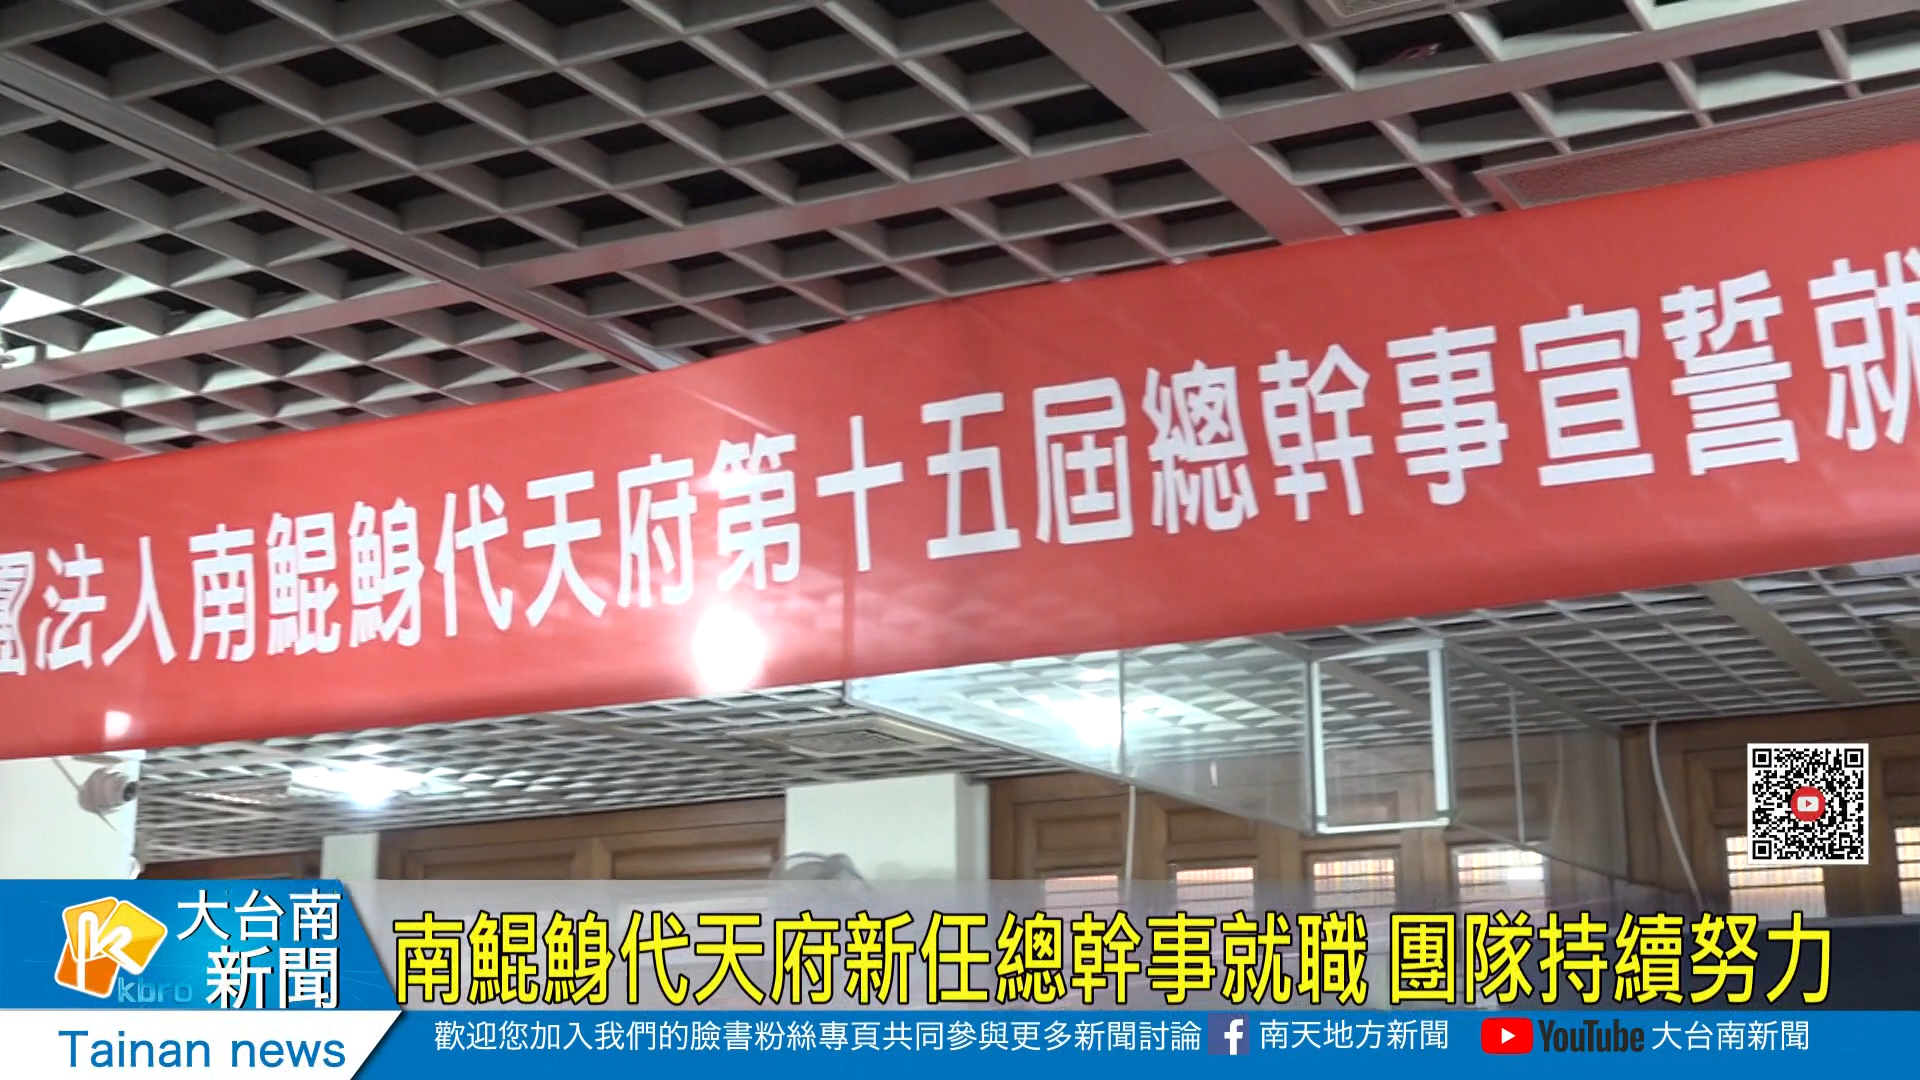 團法人南鯤鯓代天府第十五屆總幹事宣誓就
kbro
大台南
新聞
南鯤鯓代天府新任總幹事就職 團隊持續努力
Tainan news
歡迎您加入我們的臉書粉絲專頁共同參與更多新聞討論 f 南天地方新聞 YouTube 大台南新聞